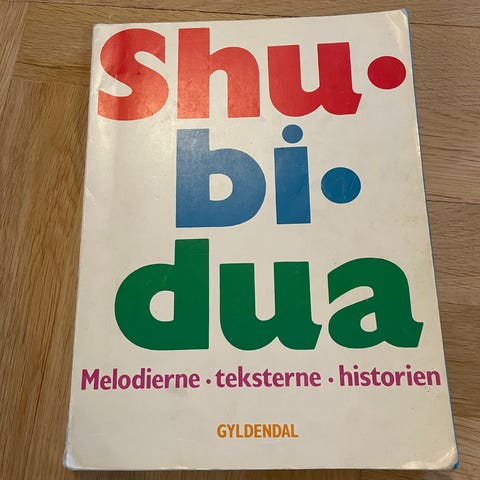 Shu•
bi•
dua
Melodierne • teksterne • historien
GYLDENDAL